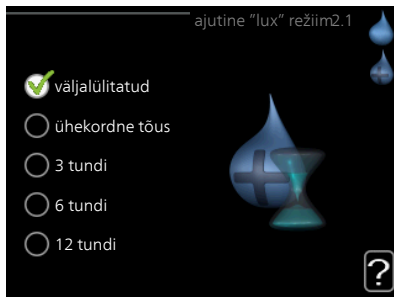 ajutine "lux" režiim2.1
väljalülitatud
ühekordne tõus
3 tundi
6 tundi
12 tundi
?